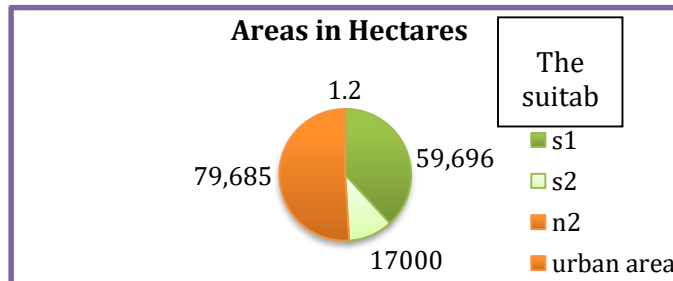 Areas in Hectares
The
suitab
1.2
59,696
79,685
17000
s1
s2
n2
urban area